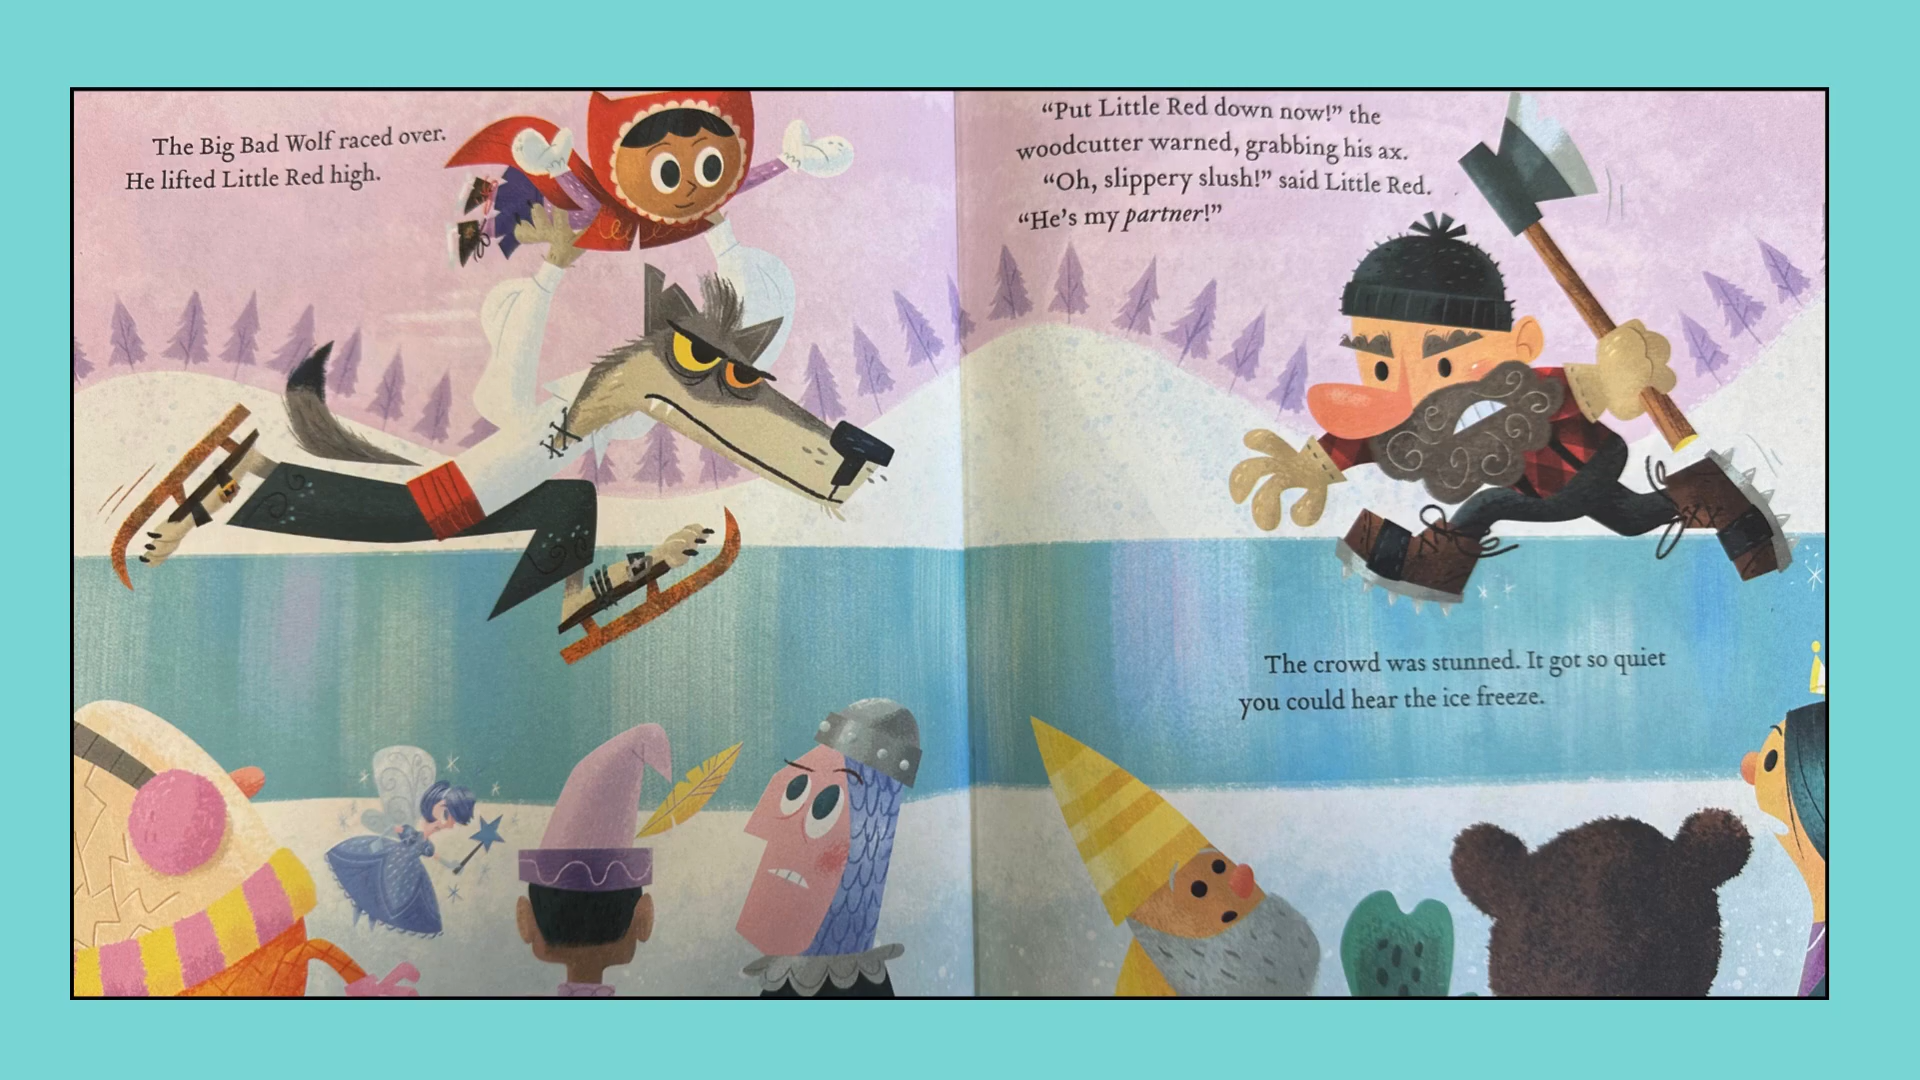 The Big Bad Wolf raced over.
He lifted Little Red high.
“Put Little Red down now!” the
woodcutter warned, grabbing his ax.
“Oh, slippery slush!” said Little Red.
“He’s my partner!”
The crowd was stunned. It got so quiet
you could hear the ice freeze.